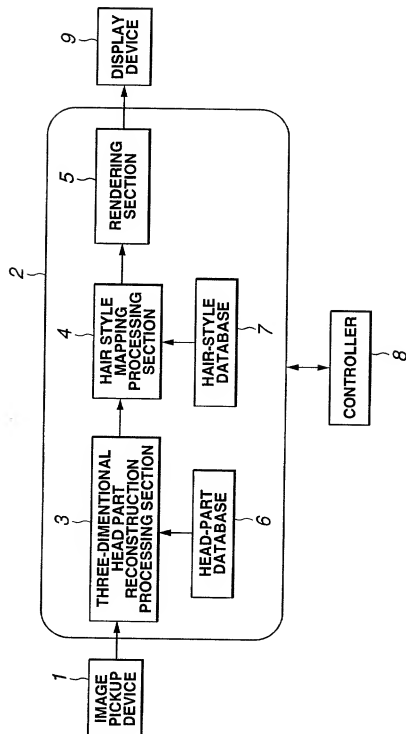 1
IMAGE
PICKUP
DEVICE
2
3
THREE-DIMENTIONAL
HEAD PART
RECONSTRUCTION
PROCESSING SECTION
4
HAIR STYLE
MAPPING
PROCESSING
SECTION
5
RENDERING
SECTION
9
DISPLAY
DEVICE
HEAD-PART
DATABASE
6
HAIR-STYLE
DATABASE
7
CONTROLLER
8